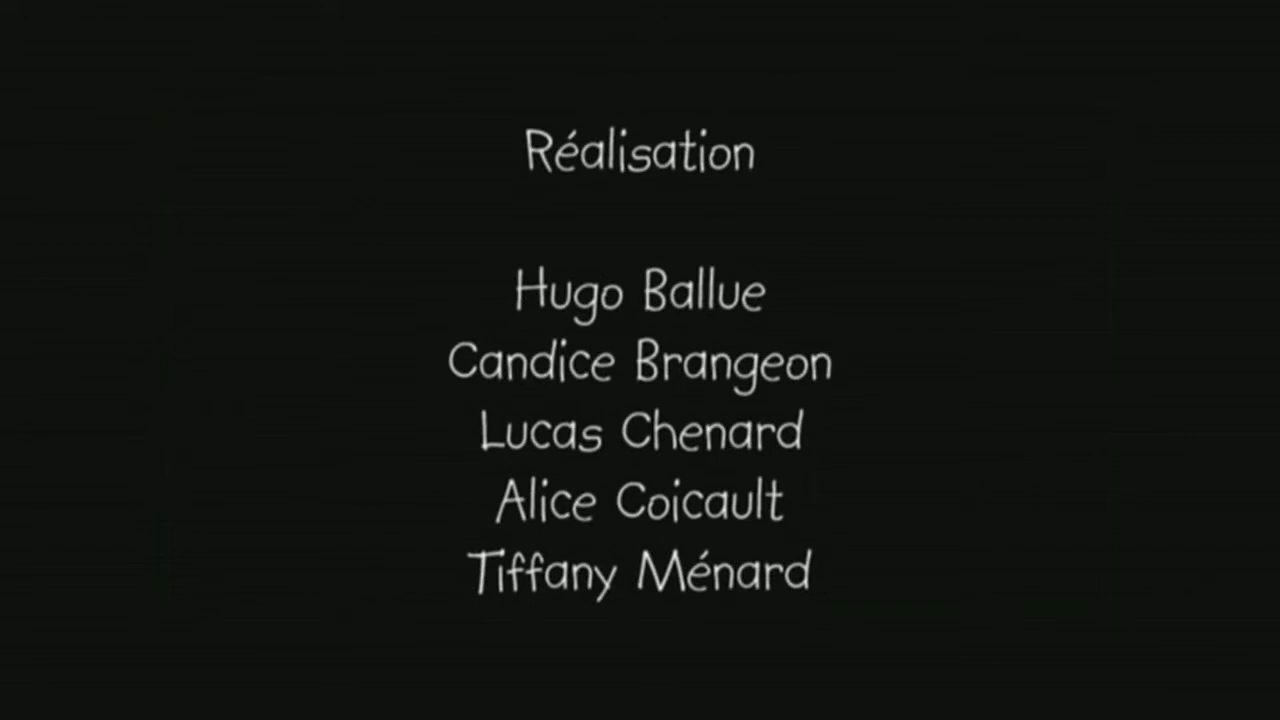 Réalisation
Hugo Ballue
Candice Brangeon
Lucas Chenard
Alice Coicault
Tiffany Ménard